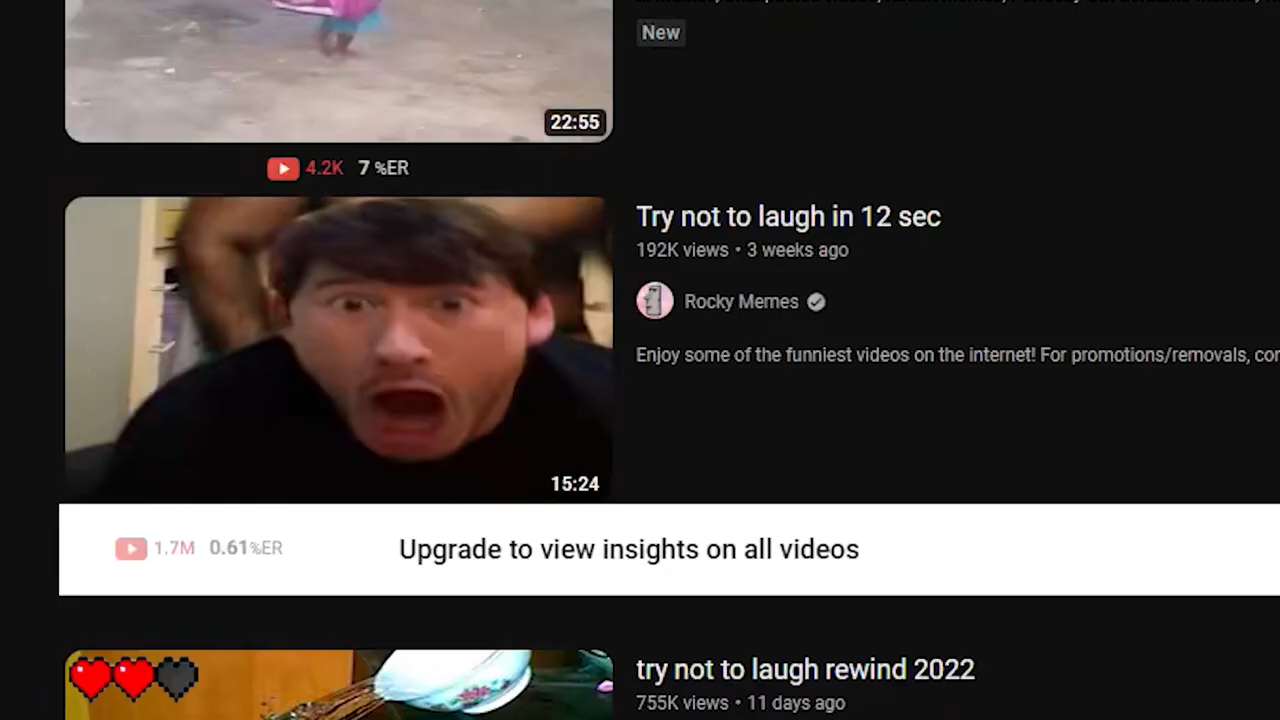 New
22:55
4.2K 7 %ER
Try not to laugh in 12 sec
192K views • 3 weeks ago
Rocky Memes
Enjoy some of the funniest videos on the internet! For promotions/removals,
15:24
1.7M 0.61%ER
Upgrade to view insights on all videos
try not to laugh rewind 2022
755K views • 11 days ago